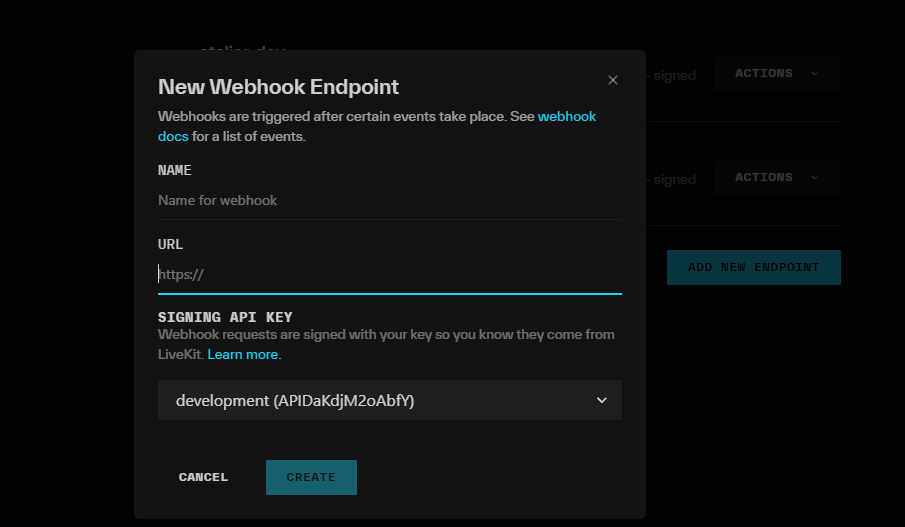 atelier dev
New Webhook Endpoint
Webhooks are triggered after certain events take place. See webhook
docs for a list of events.
– signed
ACTIONS
NAME
Name for webhook
– signed
ACTIONS
URL
https://
ADD NEW ENDPOINT
SIGNING API KEY
Webhook requests are signed with your key so you know they come from
LiveKit. Learn more.
development (APIDaKdjM2oAbfY)
CANCEL
CREATE